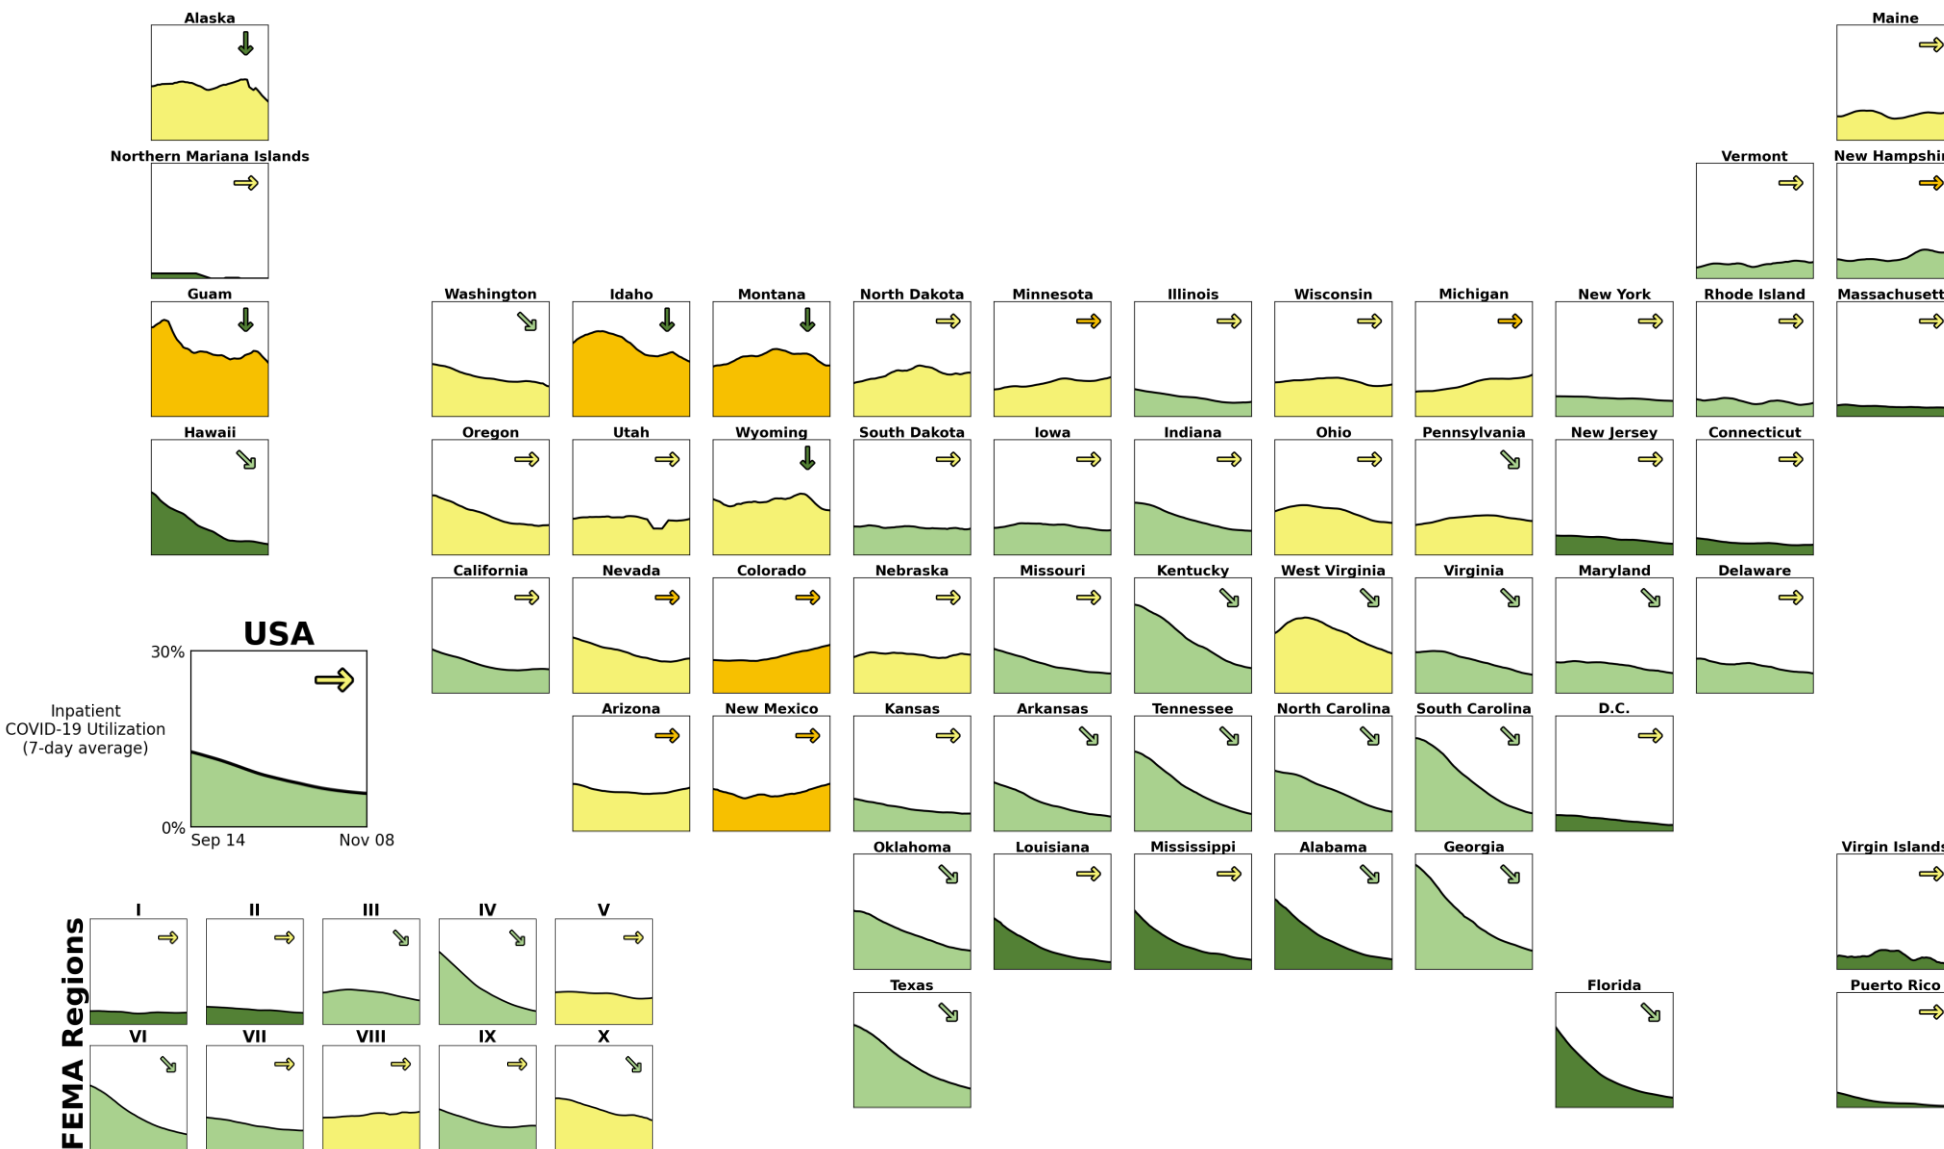 Alaska
Maine
Northern Mariana Islands
Vermont
New Hampshir
Guam
Washington
Idaho
Montana
North Dakota
Minnesota
Illinois
Wisconsin
Michigan
New York
Rhode Island
Massachusett
Hawaii
Oregon
Utah
Wyoming
South Dakota
Iowa
Indiana
Ohio
Pennsylvania
New Jersey
Connecticut
California
Nevada
Colorado
Nebraska
Missouri
Kentucky
West Virginia
Virginia
Maryland
Delaware
USA
30%
Inpatient
COVID-19 Utilization
(7-day average)
0%
Sep 14
Nov 08
Arizona
New Mexico
Kansas
Arkansas
Tennessee
North Carolina
South Carolina
D.C.
Oklahoma
Louisiana
Mississippi
Alabama
Georgia
Virgin Islands
Texas
Florida
Puerto Rico
FEMA Regions
I
II
III
IV
V
VI
VII
VIII
IX
X